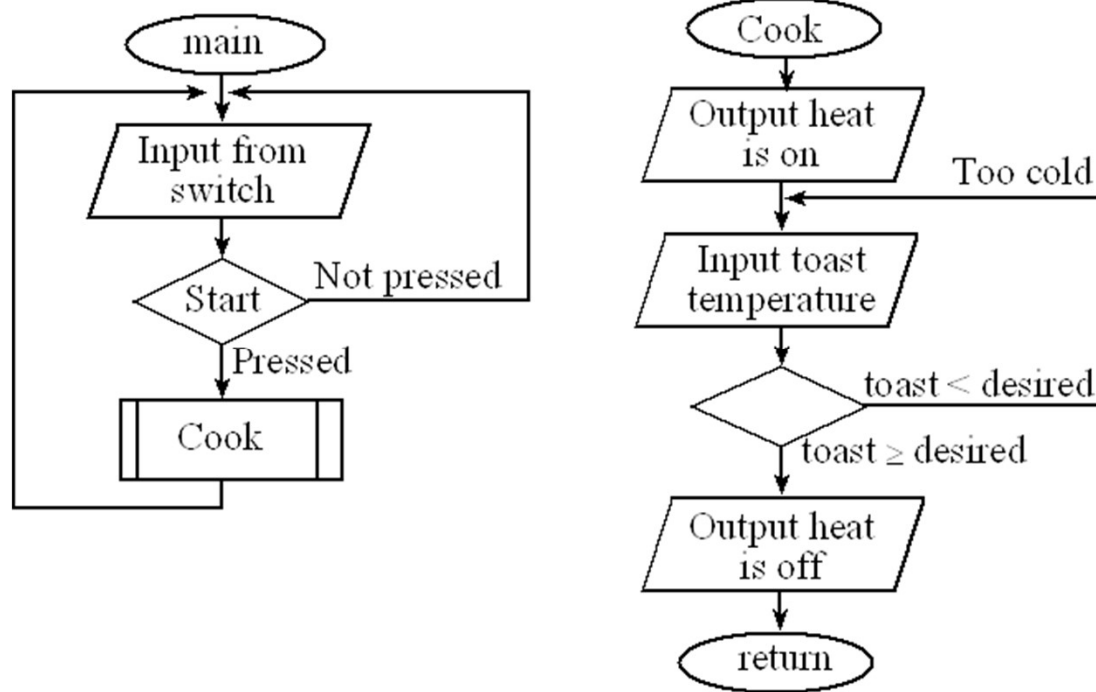 main
Input from
switch
Start
Not pressed
Pressed
Cook
Cook
Output heat
is on
Too cold
Input toast
temperature
toast < desired
toast ≥ desired
Output heat
is off
return